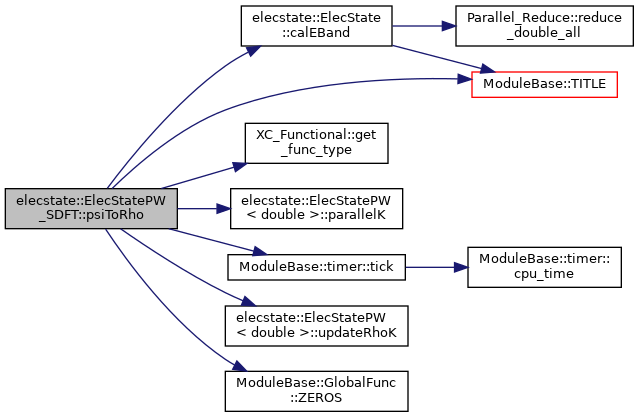 elecstate::ElecState
::calEBand
Parallel_Reduce::reduce
_double_all
ModuleBase::TITLE
XC_Functional::get
_func_type
elecstate::ElecStatePW
_SDFT::psiToRho
elecstate::ElecStatePW
< double >::parallelK
ModuleBase::timer::tick
ModuleBase::timer::
cpu_time
elecstate::ElecStatePW
< double >::updateRhoK
ModuleBase::GlobalFunc
::ZEROS